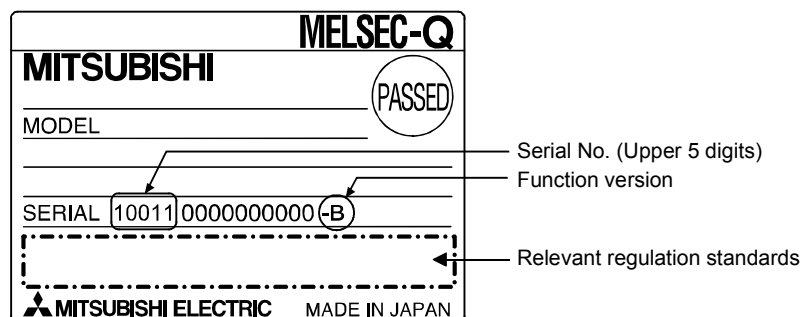 MELSEC-Q
MITSUBISHI
PASSED
MODEL
Serial No. (Upper 5 digits)
Function version
SERIAL 10011 0000000000 -B
Relevant regulation standards
MITSUBISHI ELECTRIC MADE IN JAPAN